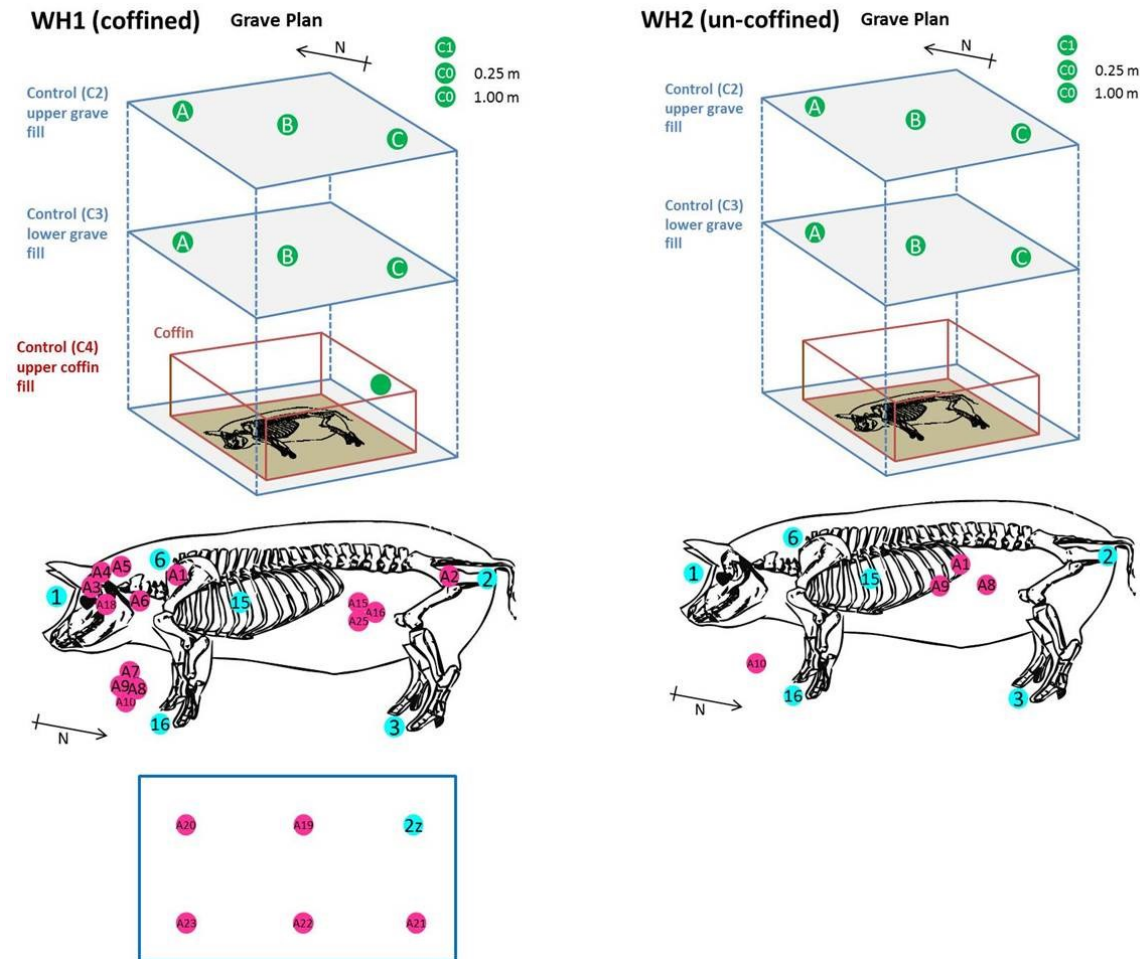 WH1 (coffined) Grave Plan
N
C1
C0 0.25 m
C0 1.00 m
Control (C2)
upper grave
fill
A
B
C
Control (C3)
lower grave
fill
A
B
C
Coffin
Control (C4)
upper coffin
fill
1
A4
A5
A3
A18
A6
6
A1
15
A15
A16
A25
A2
2
A7
A9
A8
A10
16
3
N
A20
A19
2z
A23
A22
A21
WH2 (un-coffined) Grave Plan
N
C1
C0 0.25 m
C0 1.00 m
Control (C2)
upper grave
fill
A
B
C
Control (C3)
lower grave
fill
A
B
C
1
6
15
A1
A9
A8
2
A10
16
3
N